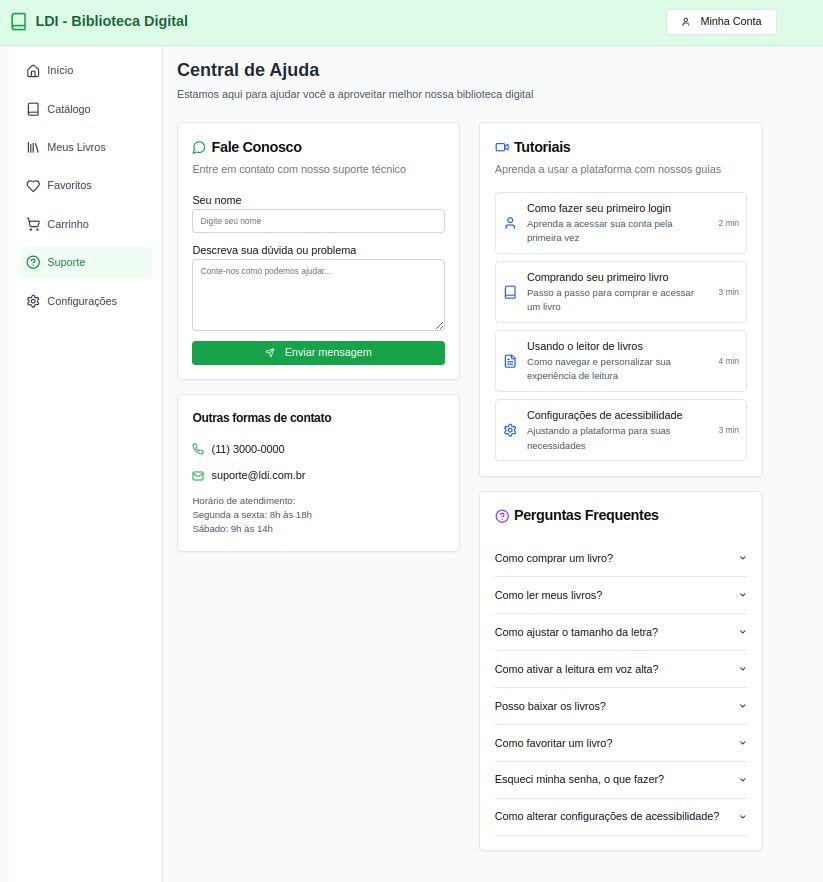 LDI - Biblioteca Digital
Minha Conta
Início
Catálogo
Meus Livros
Favoritos
Carrinho
Suporte
Configurações
Central de Ajuda
Estamos aqui para ajudar você a aproveitar melhor nossa biblioteca digital
Fale Conosco
Entre em contato com nosso suporte técnico
Seu nome
Digite seu nome
Descreva sua dúvida ou problema
Conte-nos como podemos ajudar...
Enviar mensagem
Outras formas de contato
(11) 3000-0000
suporte@ldi.com.br
Horário de atendimento:
Segunda a sexta: 8h às 18h
Sábado: 9h às 14h
Tutoriais
Aprenda a usar a plataforma com nossos guias
Como fazer seu primeiro login
Aprenda a acessar sua conta pela
primeira vez
2 min
Comprando seu primeiro livro
Passo a passo para comprar e acessar
um livro
3 min
Usando o leitor de livros
Como navegar e personalizar sua
experiência de leitura
4 min
Configurações de acessibilidade
Ajustando a plataforma para suas
necessidades
3 min
Perguntas Frequentes
Como comprar um livro?
Como ler meus livros?
Como ajustar o tamanho da letra?
Como ativar a leitura em voz alta?
Posso baixar os livros?
Como favoritar um livro?
Esqueci minha senha, o que fazer?
Como alterar configurações de acessibilidade?